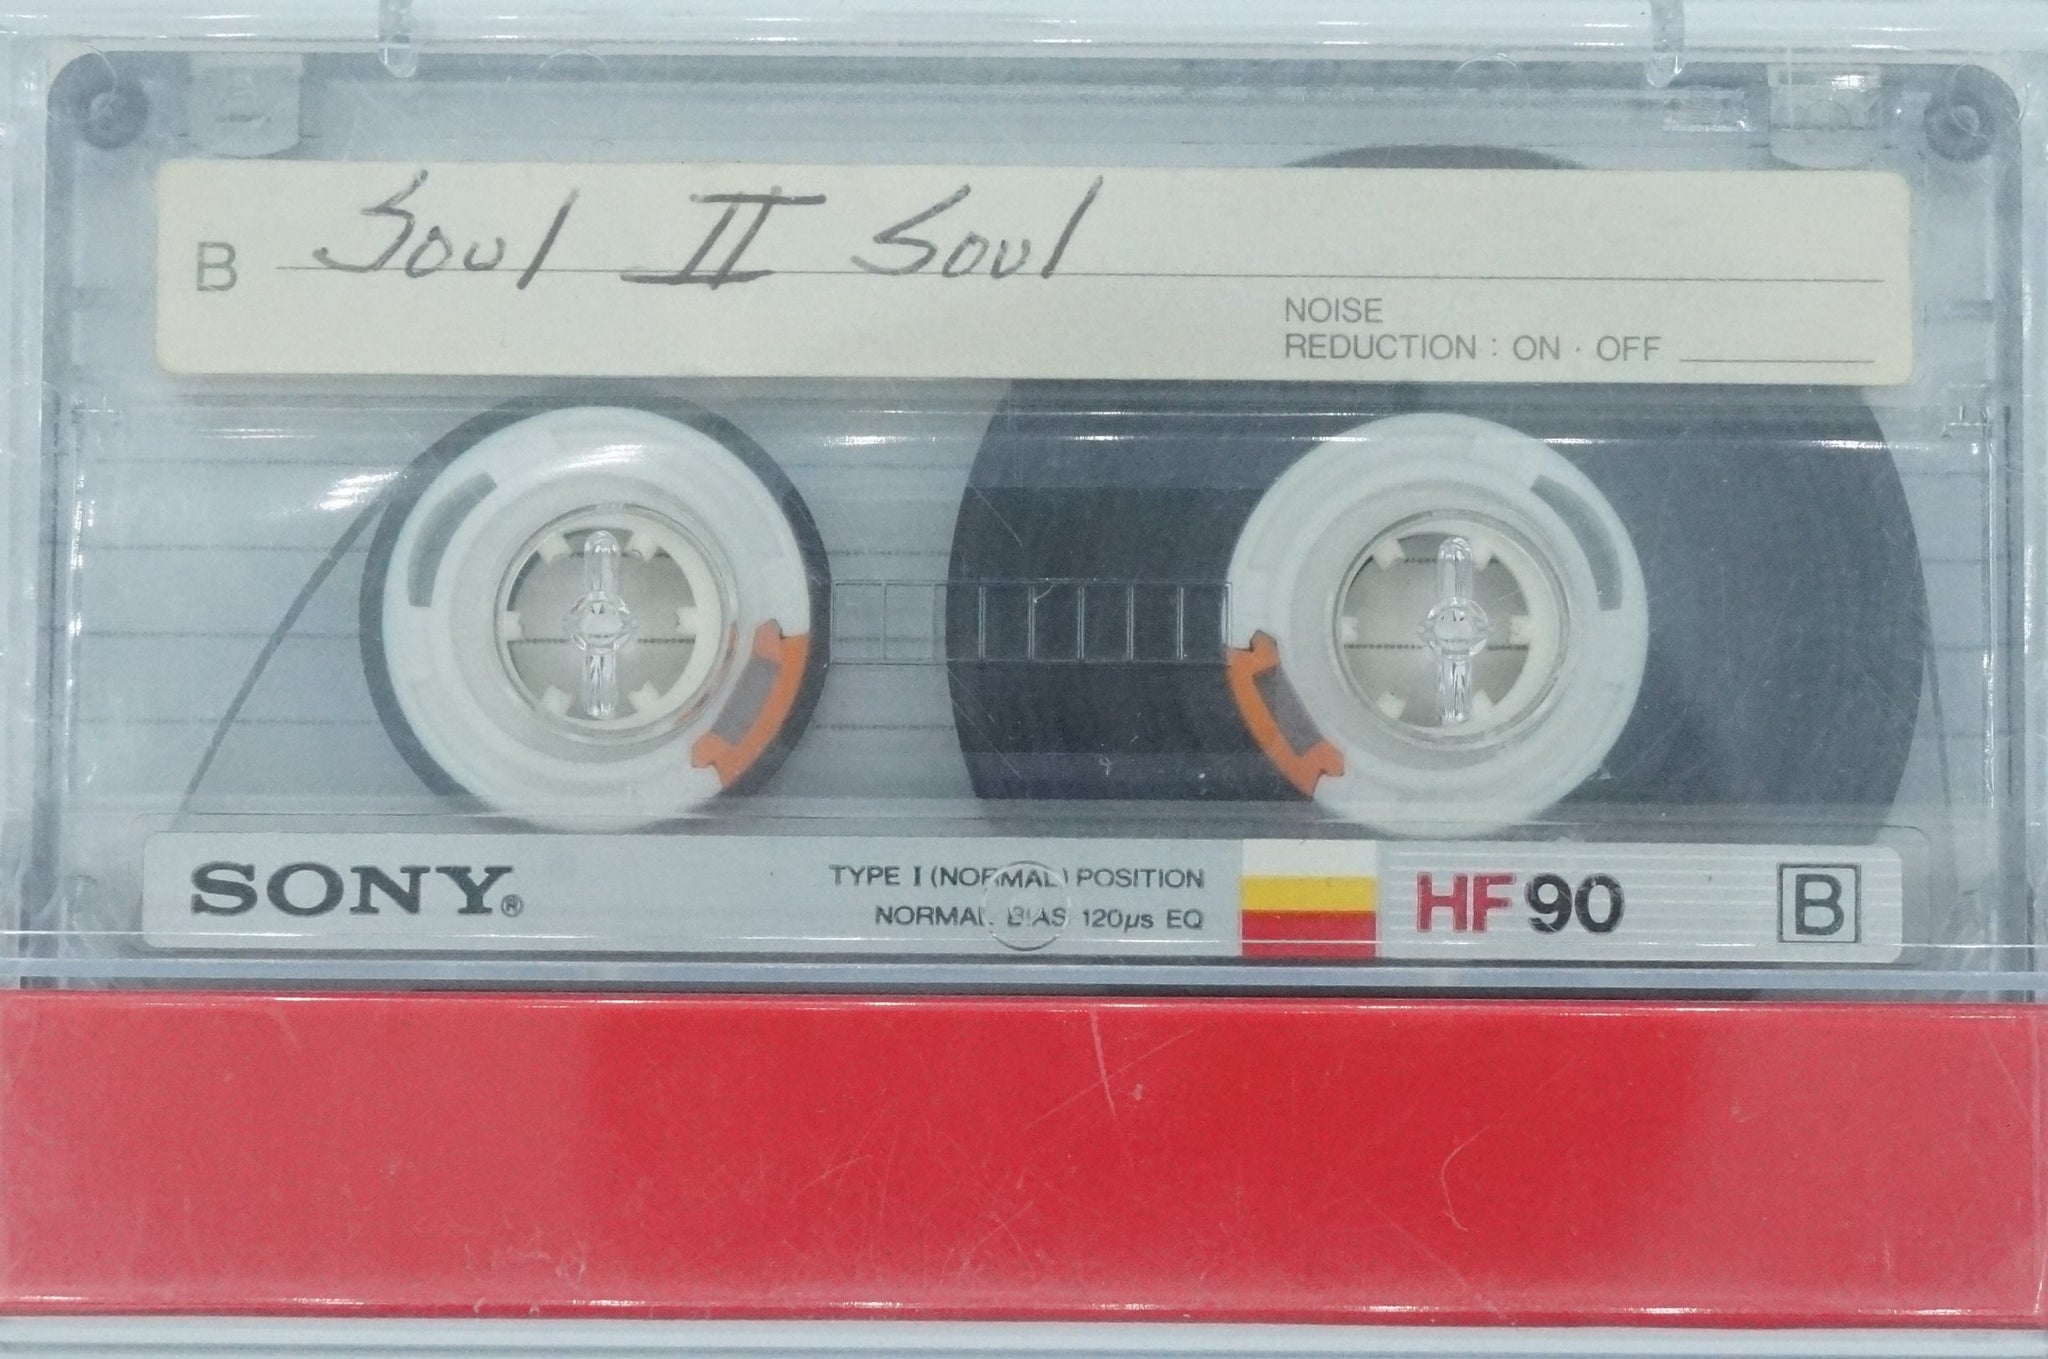 B Soul II Soul
NOISE
REDUCTION : ON · OFF
SONY® TYPE I (NORMAL) POSITION HF 90 B
NORMAL BIAS 120µs EQ